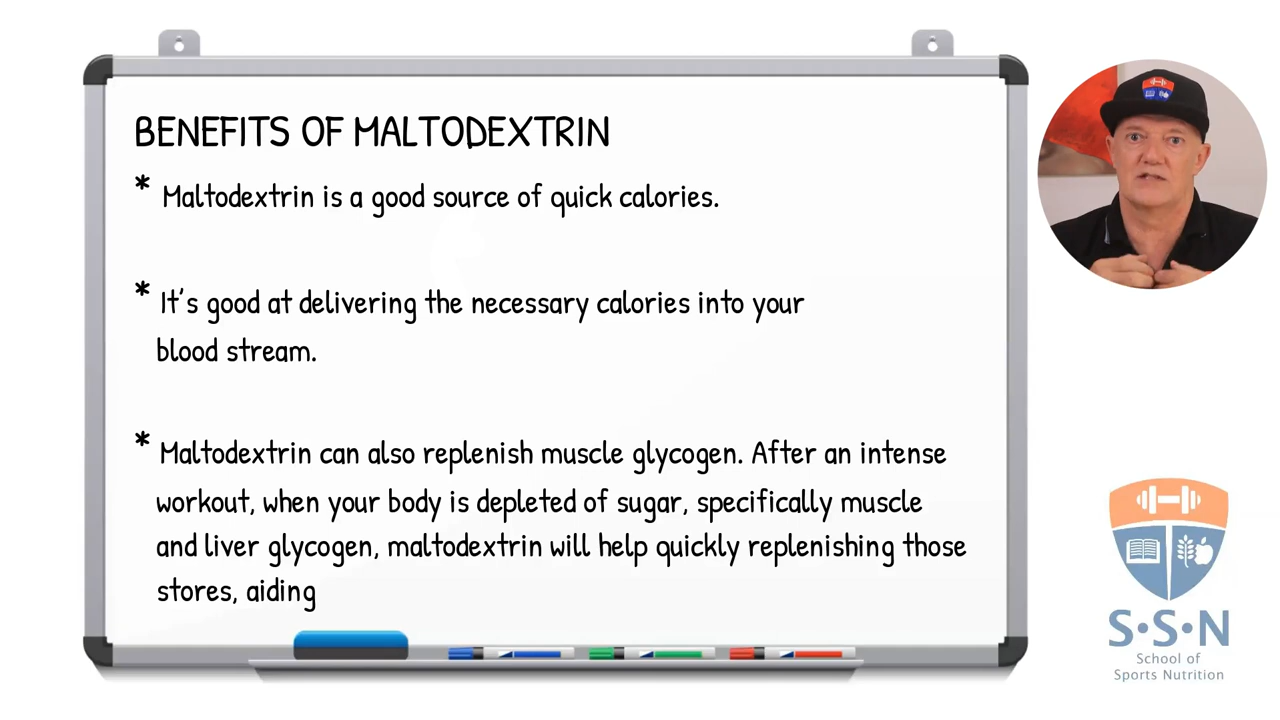 BENEFITS OF MALTODEXTRIN
* Maltodextrin is a good source of quick calories.
* It's good at delivering the necessary calories into your
blood stream.
* Maltodextrin can also replenish muscle glycogen. After an intense
workout, when your body is depleted of sugar, specifically muscle
and liver glycogen, maltodextrin will help quickly replenishing those
stores, aiding
S•S•N
School of
Sports Nutrition